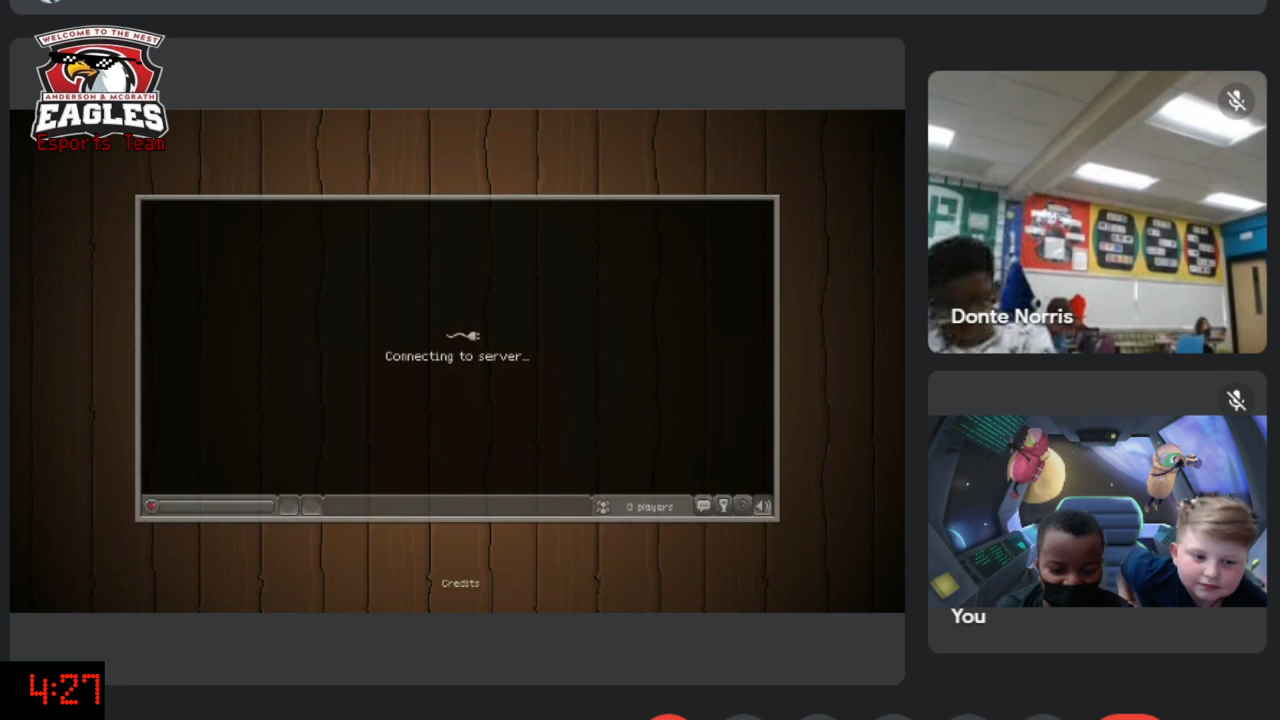 WELCOME TO THE NEST
ANDERSON & MCGRATH
EAGLES
Esports Team
Connecting to server...
0 players
Credits
Donte Norris
You
4:27